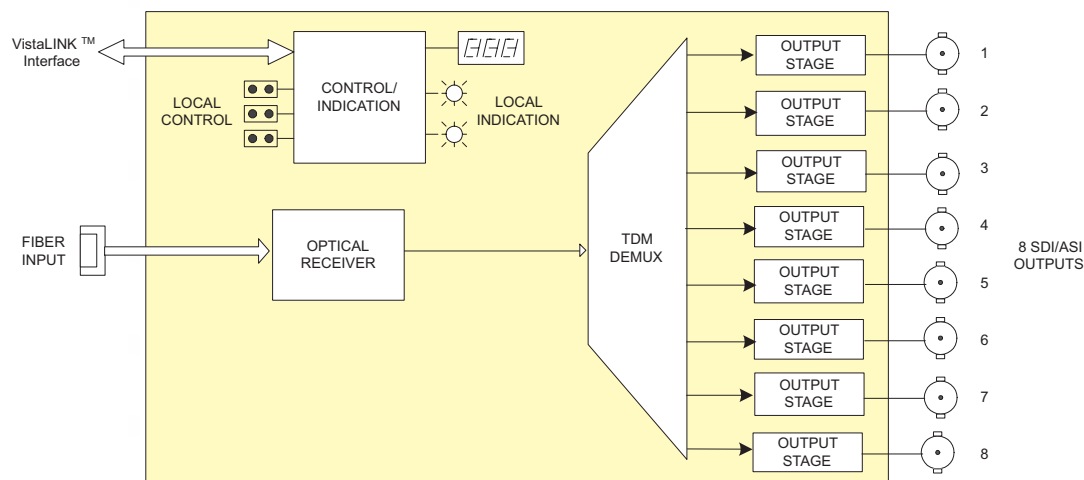 VistaLINK ™
Interface
CONTROL/
INDICATION
LOCAL
CONTROL
LOCAL
INDICATION
FIBER
INPUT
OPTICAL
RECEIVER
TDM
DEMUX
OUTPUT
STAGE
1
OUTPUT
STAGE
2
OUTPUT
STAGE
3
OUTPUT
STAGE
4
OUTPUT
STAGE
5
OUTPUT
STAGE
6
OUTPUT
STAGE
7
OUTPUT
STAGE
8
8 SDI/ASI
OUTPUTS